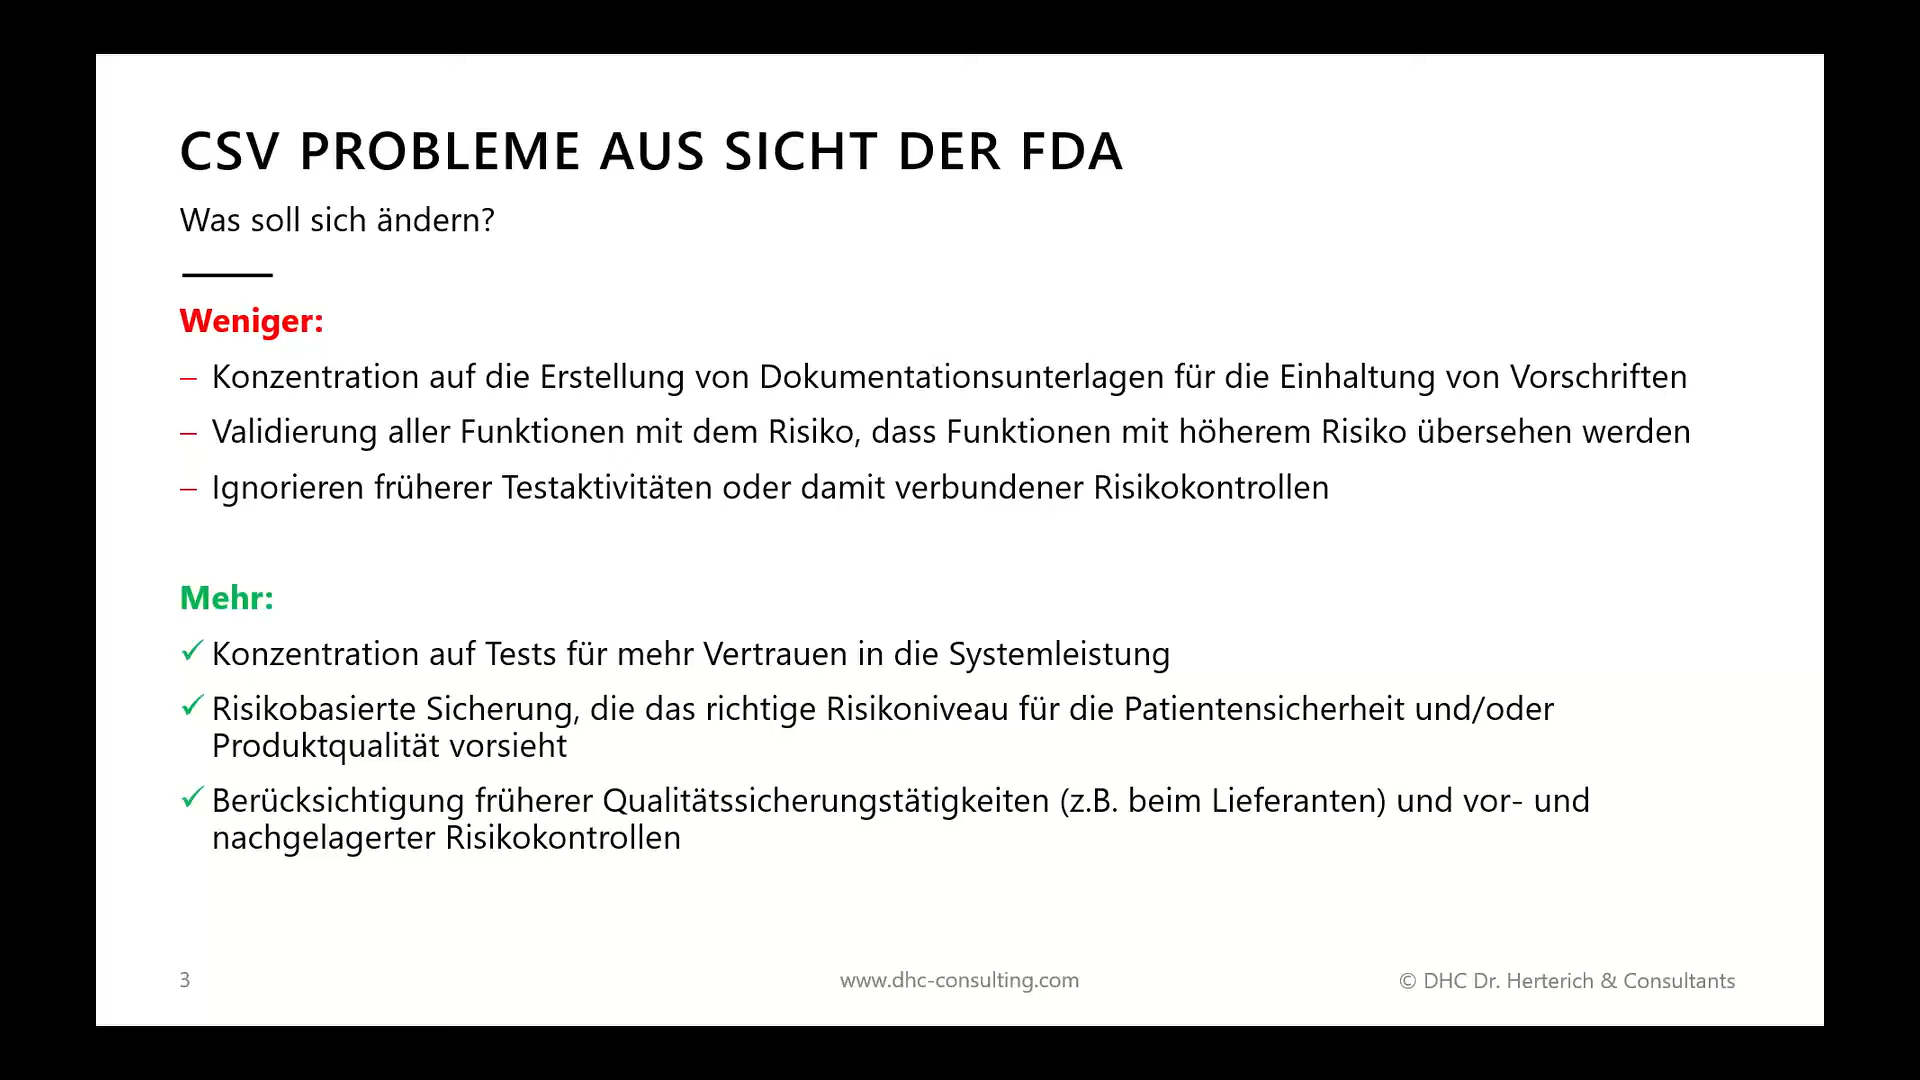 CSV PROBLEME AUS SICHT DER FDA
Was soll sich ändern?
Weniger:
– Konzentration auf die Erstellung von Dokumentationsunterlagen für die Einhaltung von Vorschriften
– Validierung aller Funktionen mit dem Risiko, dass Funktionen mit höherem Risiko übersehen werden
– Ignorieren früherer Testaktivitäten oder damit verbundener Risikokontrollen
Mehr:
✓ Konzentration auf Tests für mehr Vertrauen in die Systemleistung
✓ Risikobasierte Sicherung, die das richtige Risikoniveau für die Patientensicherheit und/oder
Produktqualität vorsieht
✓ Berücksichtigung früherer Qualitätssicherungstätigkeiten (z.B. beim Lieferanten) und vor- und
nachgelagerter Risikokontrollen
3
www.dhc-consulting.com
© DHC Dr. Herterich & Consultants